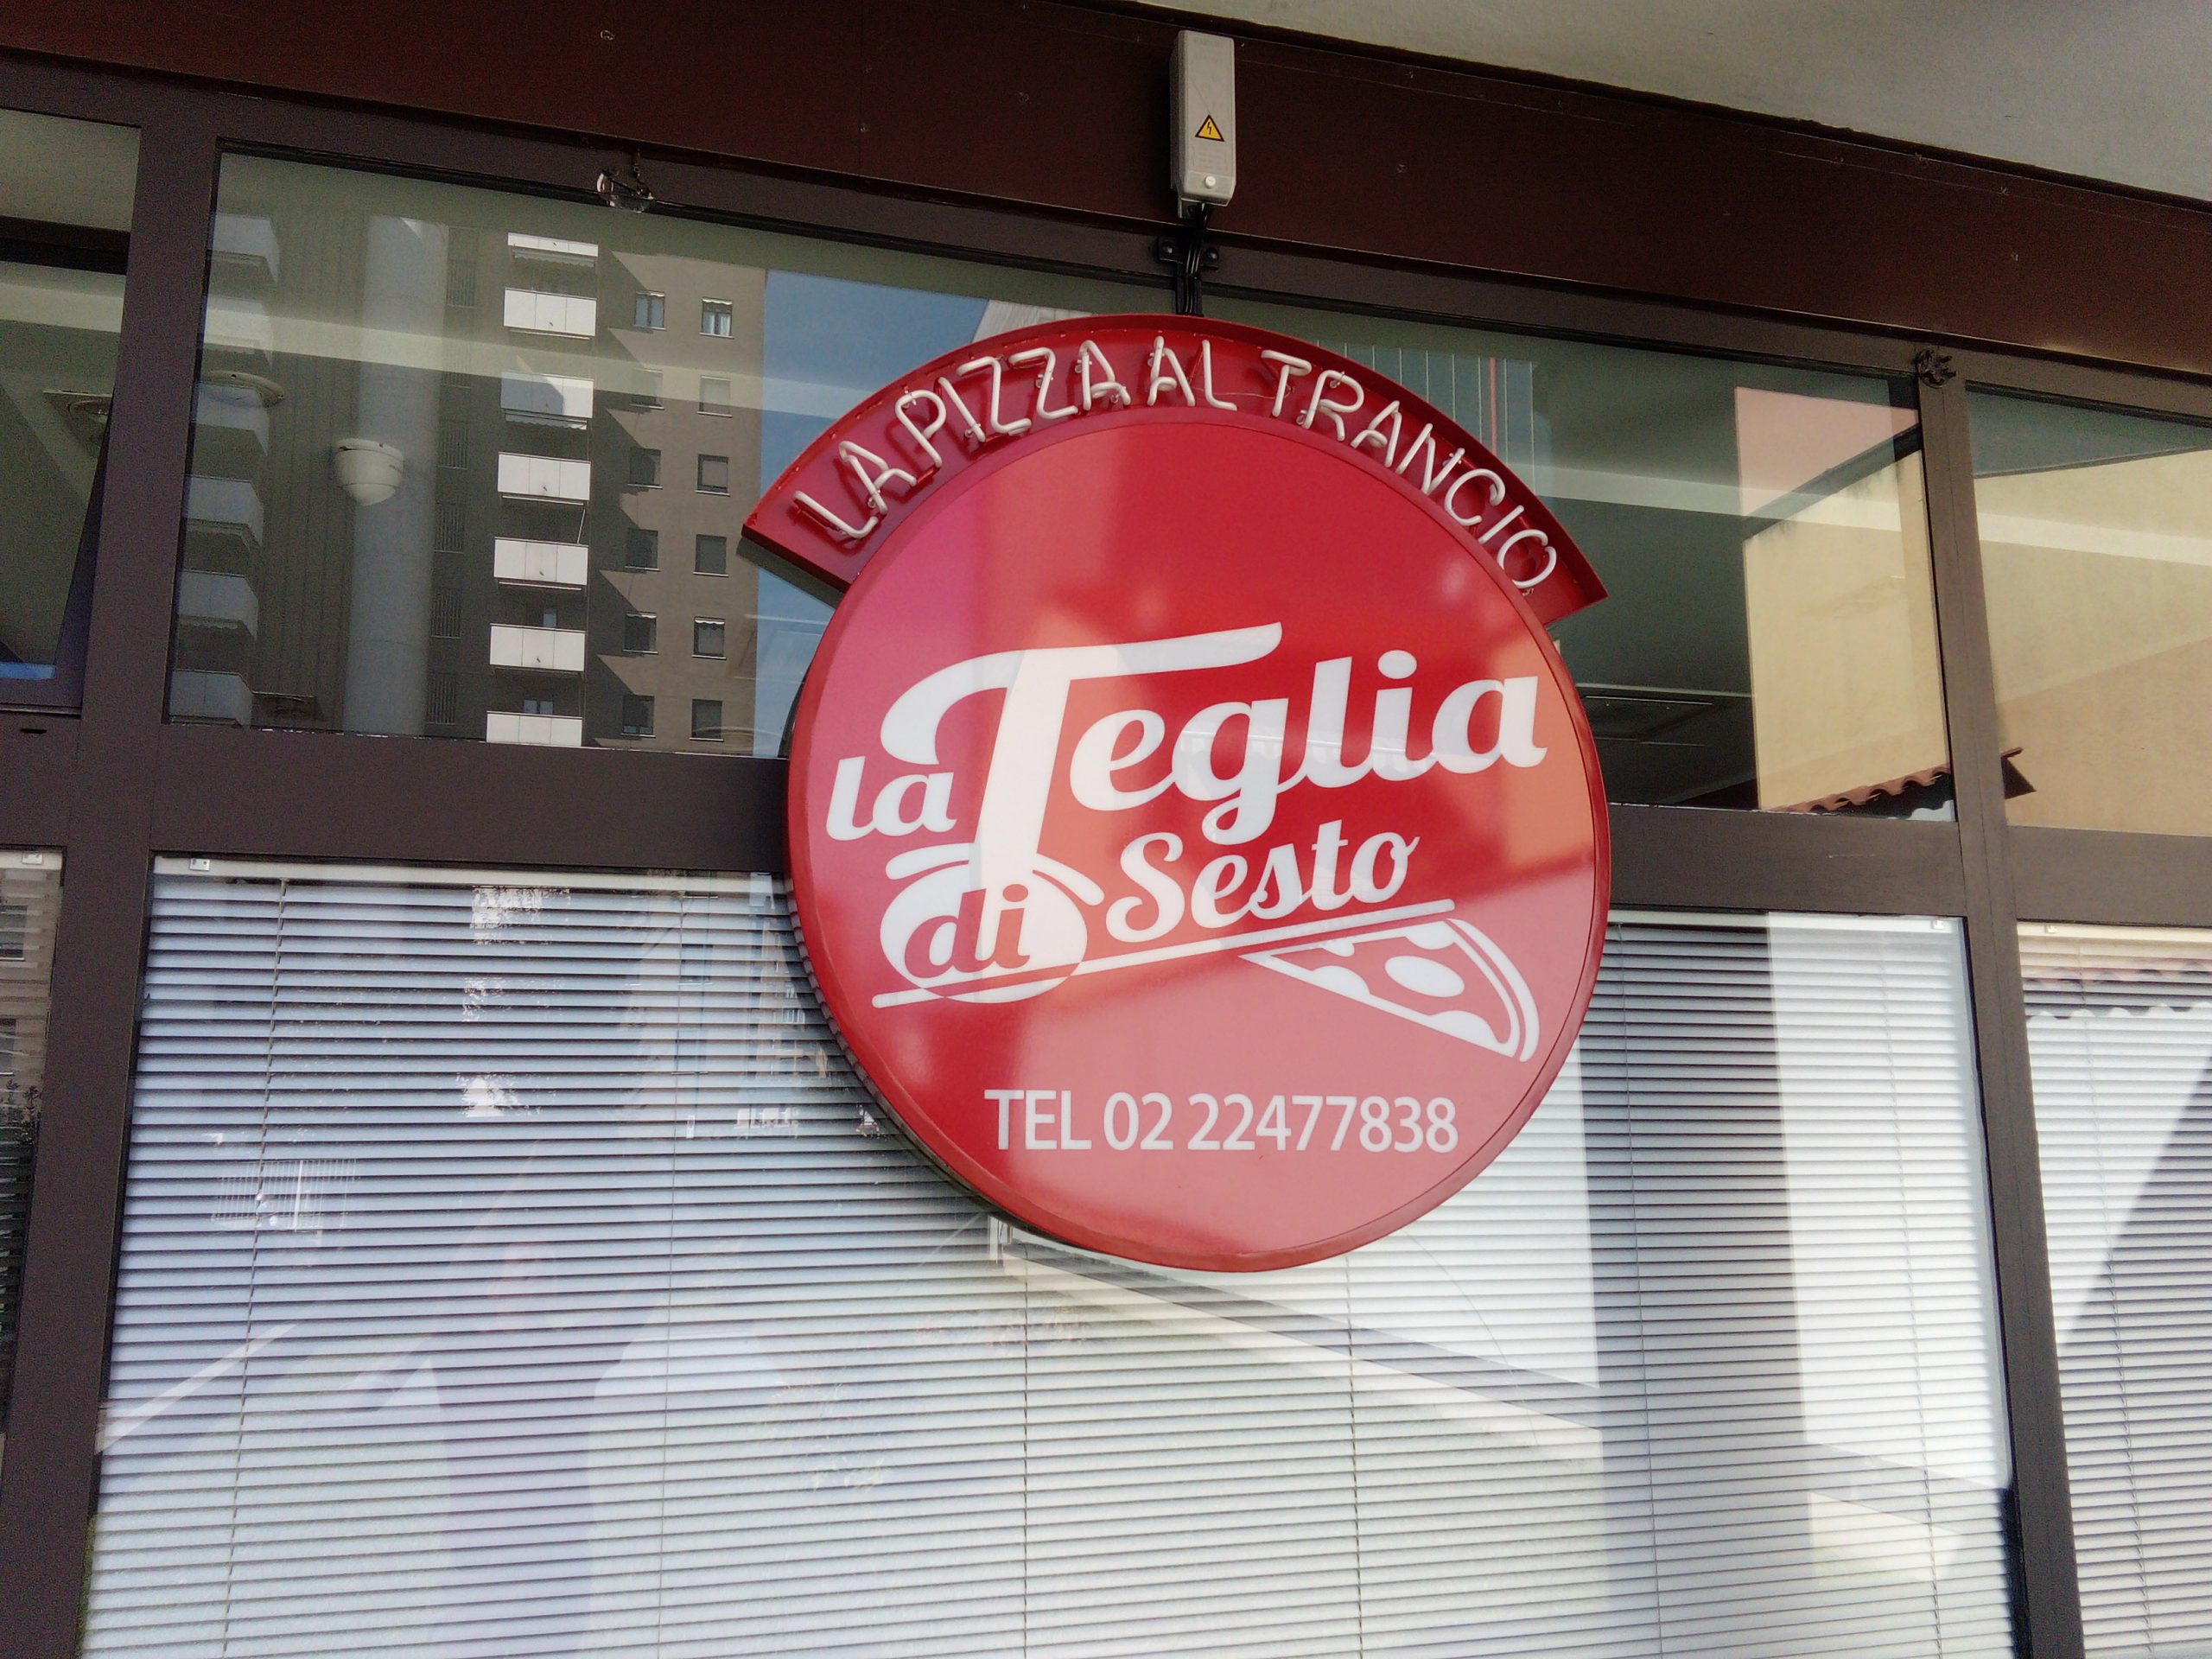 LA PIZZA AL TRANCIO
la Teglia
di Sesto
TEL 02 22477838